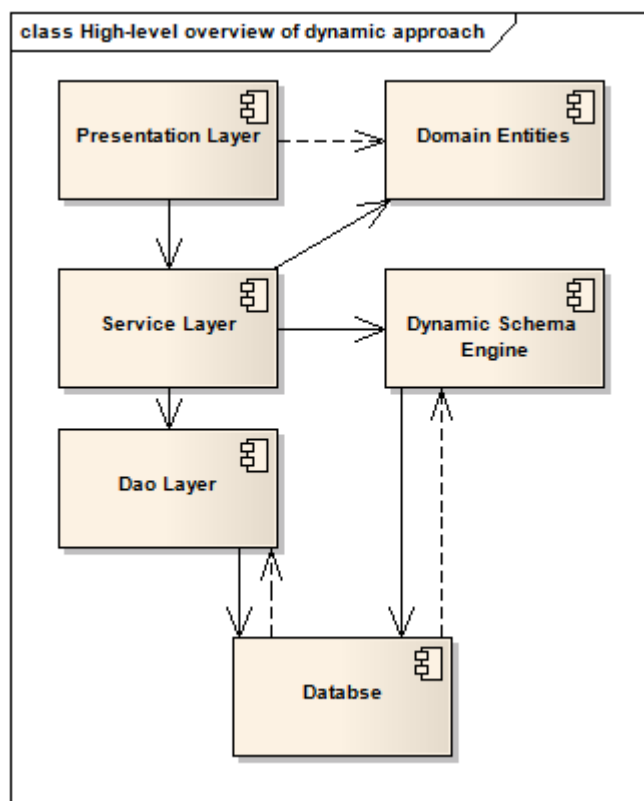 class High-level overview of dynamic approach
Presentation Layer
Domain Entities
Service Layer
Dynamic Schema
Engine
Dao Layer
Databse